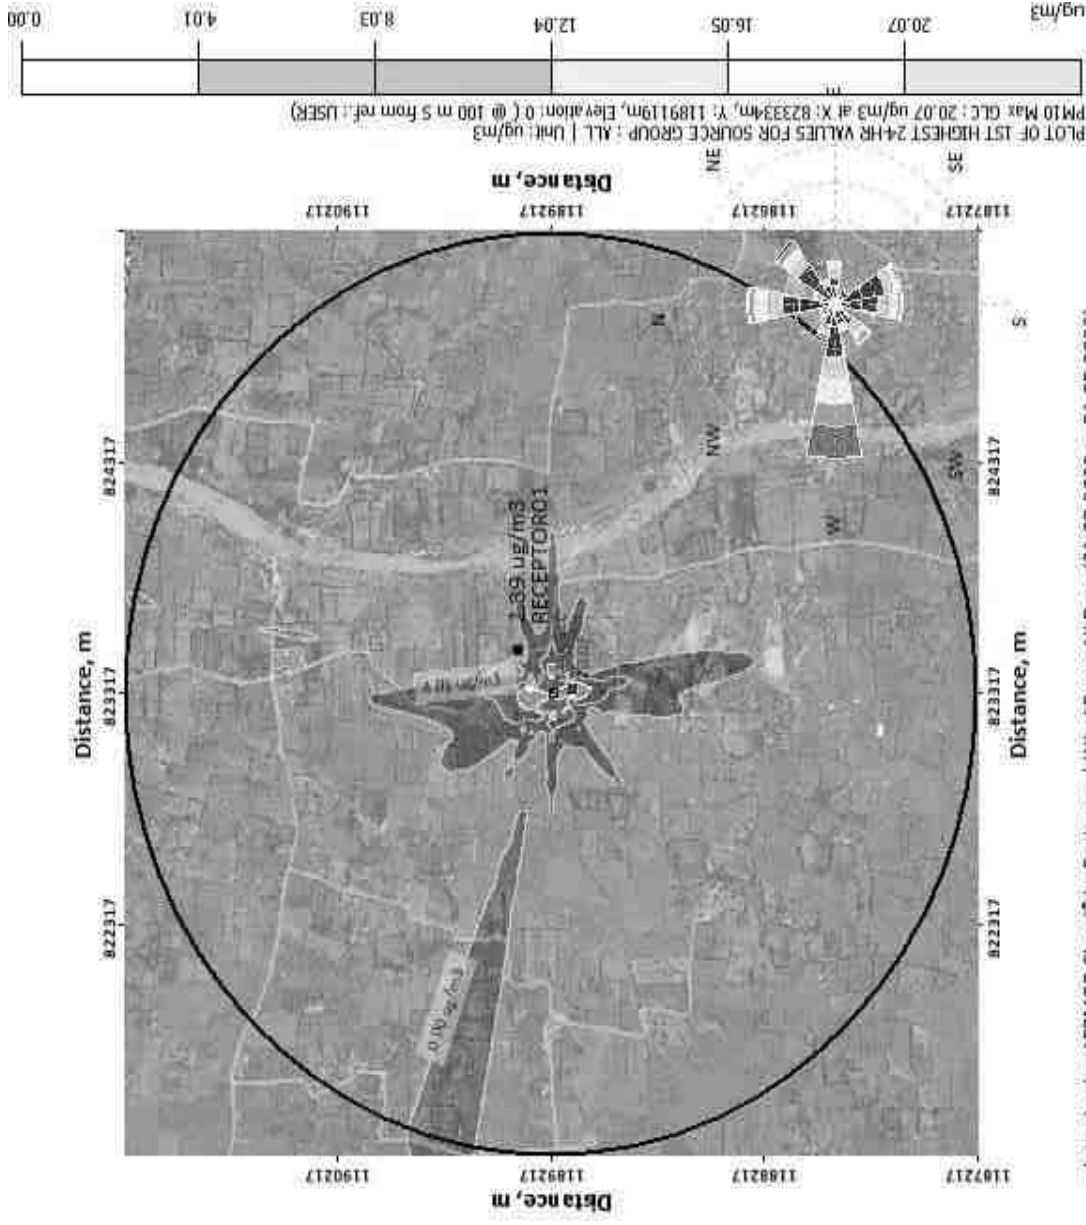 0.00
4.01
8.03
12.04
16.05
20.07
ug/m3
PLOT OF 1ST HIGHEST 24-HR VALUES FOR SOURCE GROUP : ALL | Unit: ug/m3
PM10 Max GLC : 20.07 ug/m3 at X: 823334m, Y: 1189119m, Elevation: 0 ( @ 100 m S from ref.: USER)
Distance, m
1190217
1189217
1188217
1187217
NE
E
SE
N
S
NW
W
SW
Distance, m
824317
823317
822317
1.89 ug/m3
RECEPTOR01
4.01 ug/m3
0.00 ug/m3
Distance, m
824317
823317
822317
1190217
1189217
1188217
1187217
Distance, m